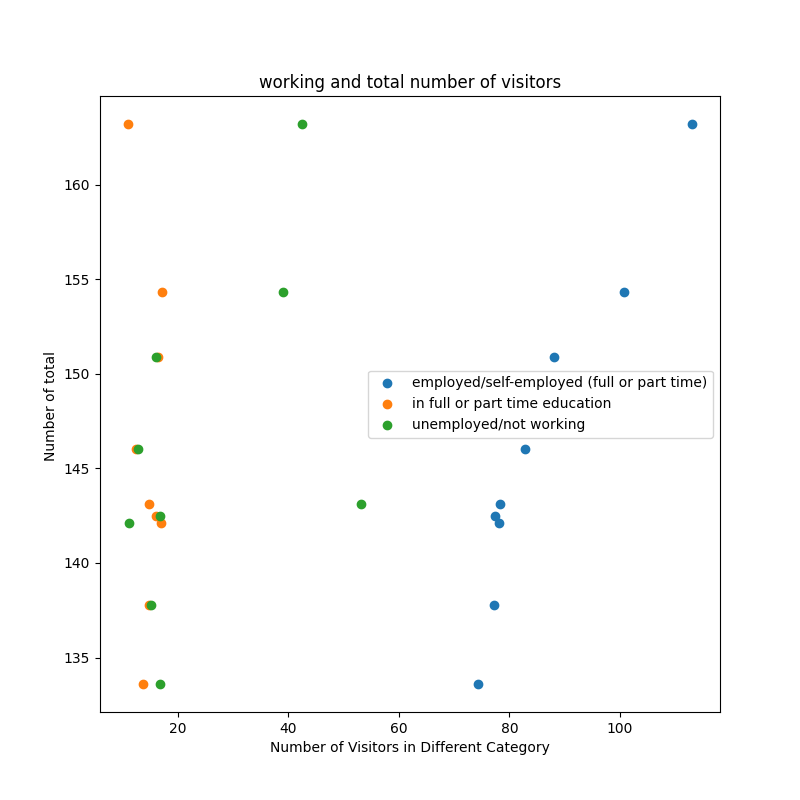 working and total number of visitors
Number of total
160
155
150
145
140
135
employed/self-employed (full or part time)
in full or part time education
unemployed/not working
20 40 60 80 100
Number of Visitors in Different Category